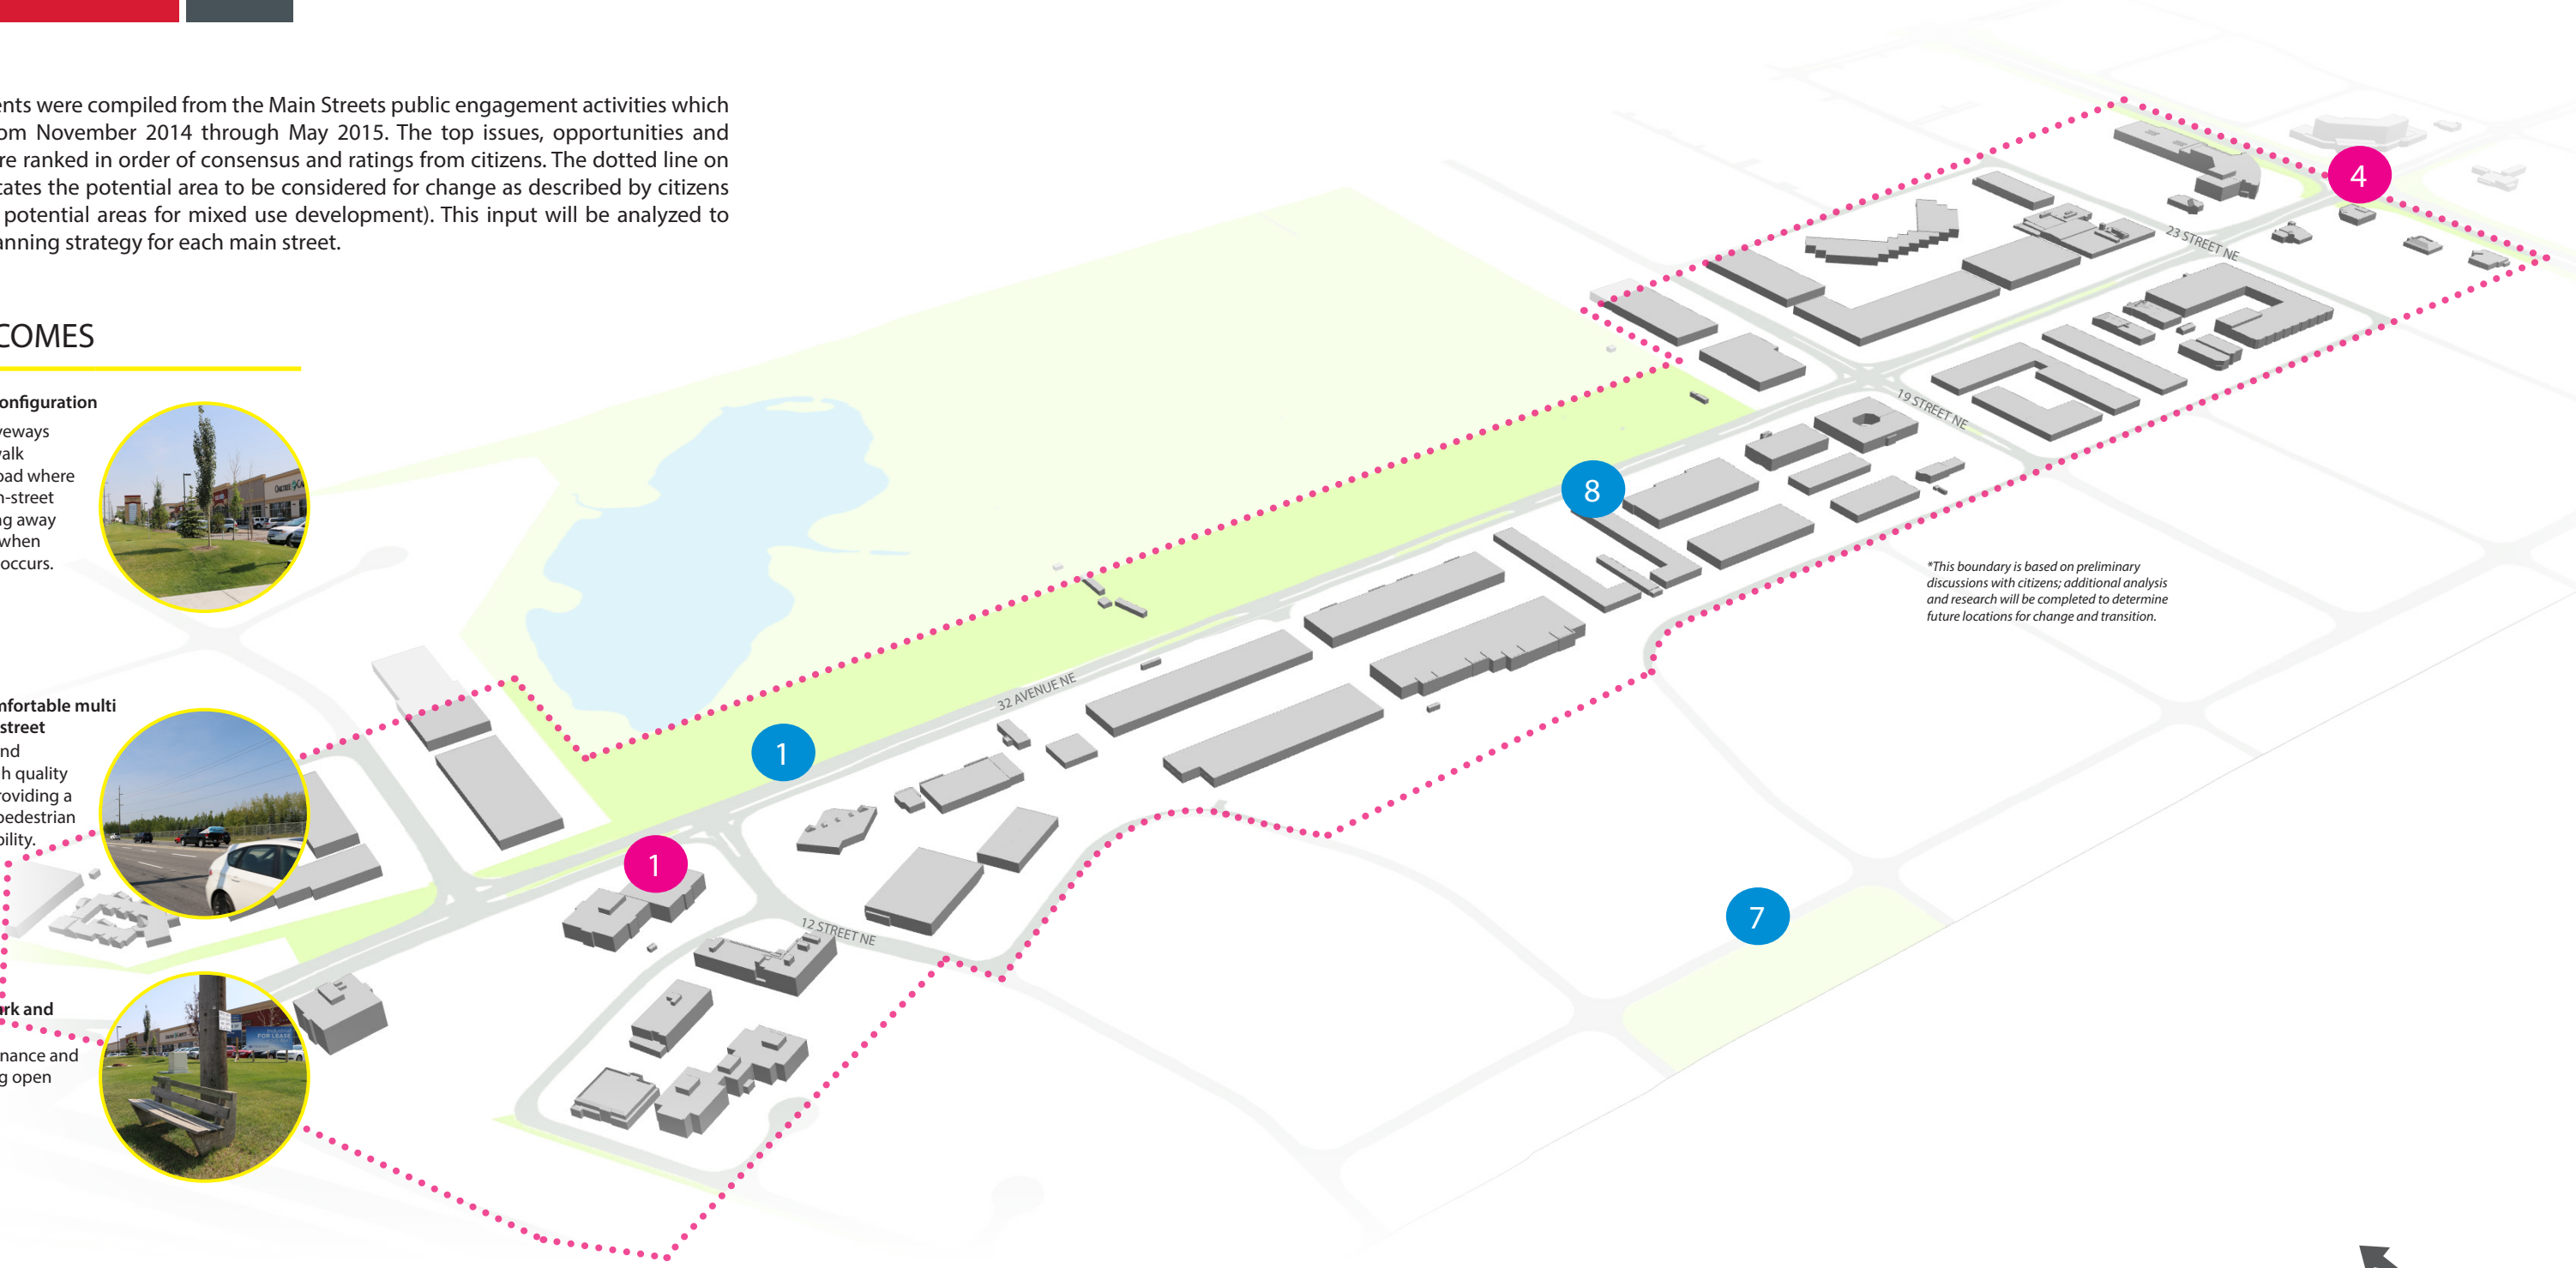 ents were compiled from the Main Streets public engagement activities which
om November 2014 through May 2015. The top issues, opportunities and
re ranked in order of consensus and ratings from citizens. The dotted line on
cates the potential area to be considered for change as described by citizens
potential areas for mixed use development). This input will be analyzed to
anning strategy for each main street.
COMES
onfiguration
veways
valk
oad where
n-street
ng away
when
occurs.
mfortable multi
street
nd
h quality
roviding a
pedestrian
bility.
ark and
nance and
g open
FOR LEASE
4
23 STREET NE
19 STREET NE
8
*This boundary is based on preliminary
discussions with citizens; additional analysis
and research will be completed to determine
future locations for change and transition.
32 AVENUE NE
1
1
12 STREET NE
7